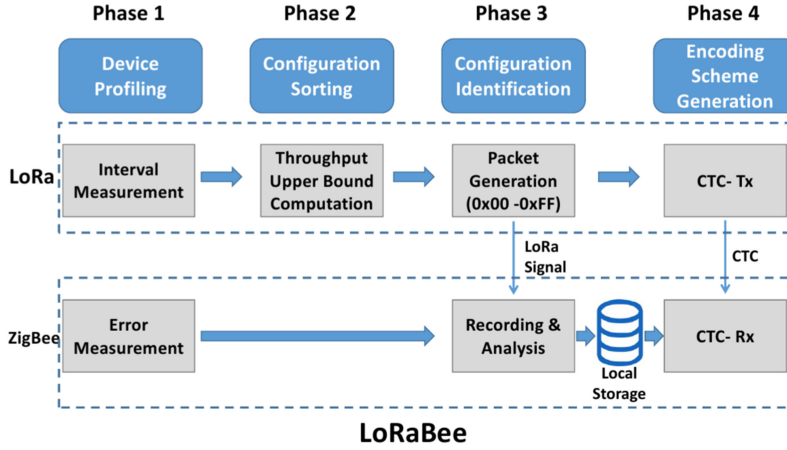 Phase 1 Phase 2 Phase 3 Phase 4
Device
Profiling
Configuration
Sorting
Configuration
Identification
Encoding
Scheme
Generation
LoRa
Interval
Measurement
Throughput
Upper Bound
Computation
Packet
Generation
(0x00 -0xFF)
CTC- Tx
LoRa
Signal
CTC
ZigBee
Error
Measurement
Recording &
Analysis
Local
Storage
CTC- Rx
LoRaBee